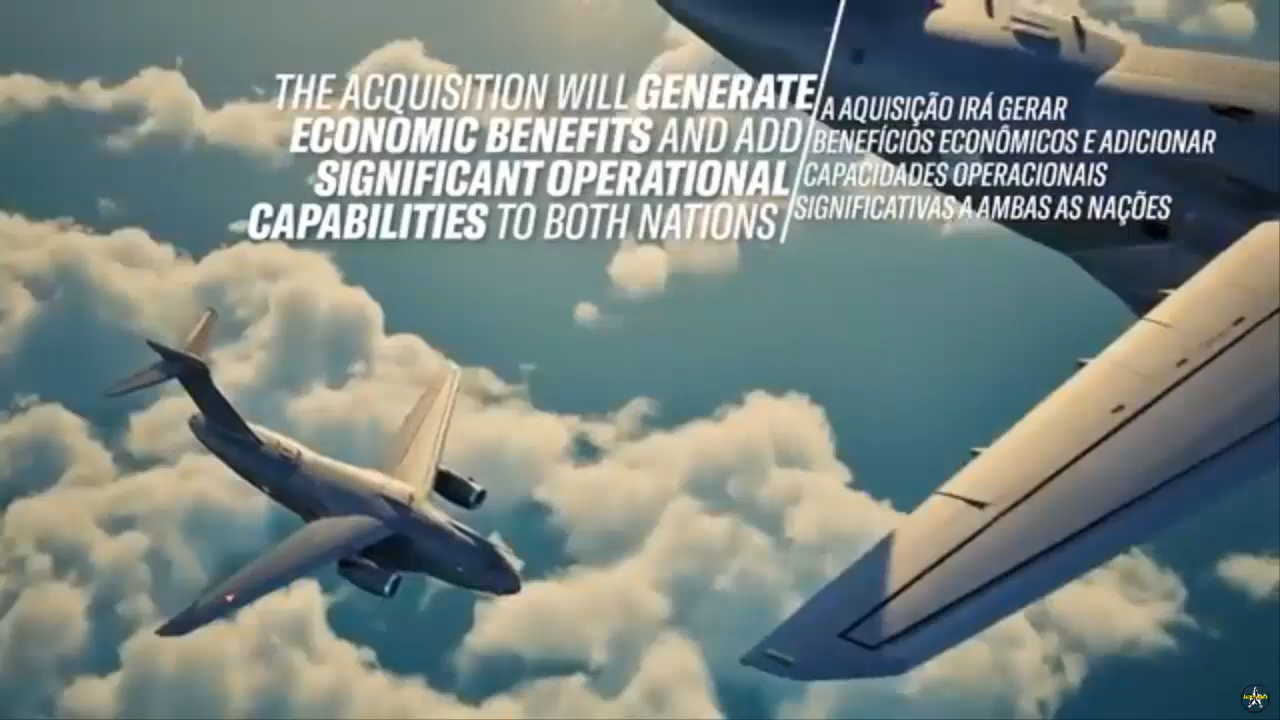 THE ACQUISITION WILL GENERATE
ECONOMIC BENEFITS AND ADD
SIGNIFICANT OPERATIONAL
CAPABILITIES TO BOTH NATIONS
A AQUISIÇÃO IRÁ GERAR
BENEFÍCIOS ECONÔMICOS E ADICIONAR
CAPACIDADES OPERACIONAIS
SIGNIFICATIVAS A AMBAS AS NAÇÕES